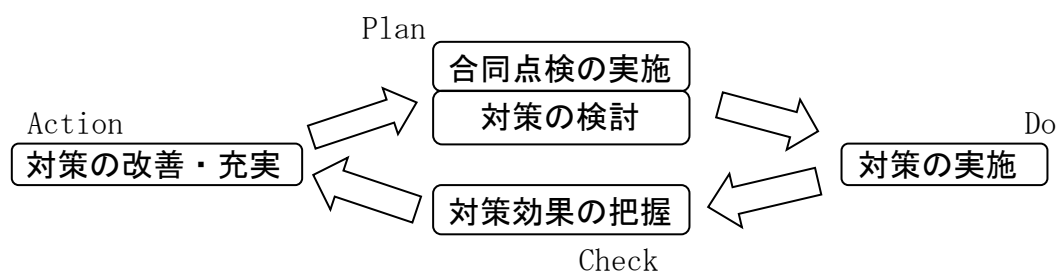 Plan
合同点検の実施
対策の検討
Action
対策の改善・充実
Do
対策の実施
対策効果の把握
Check